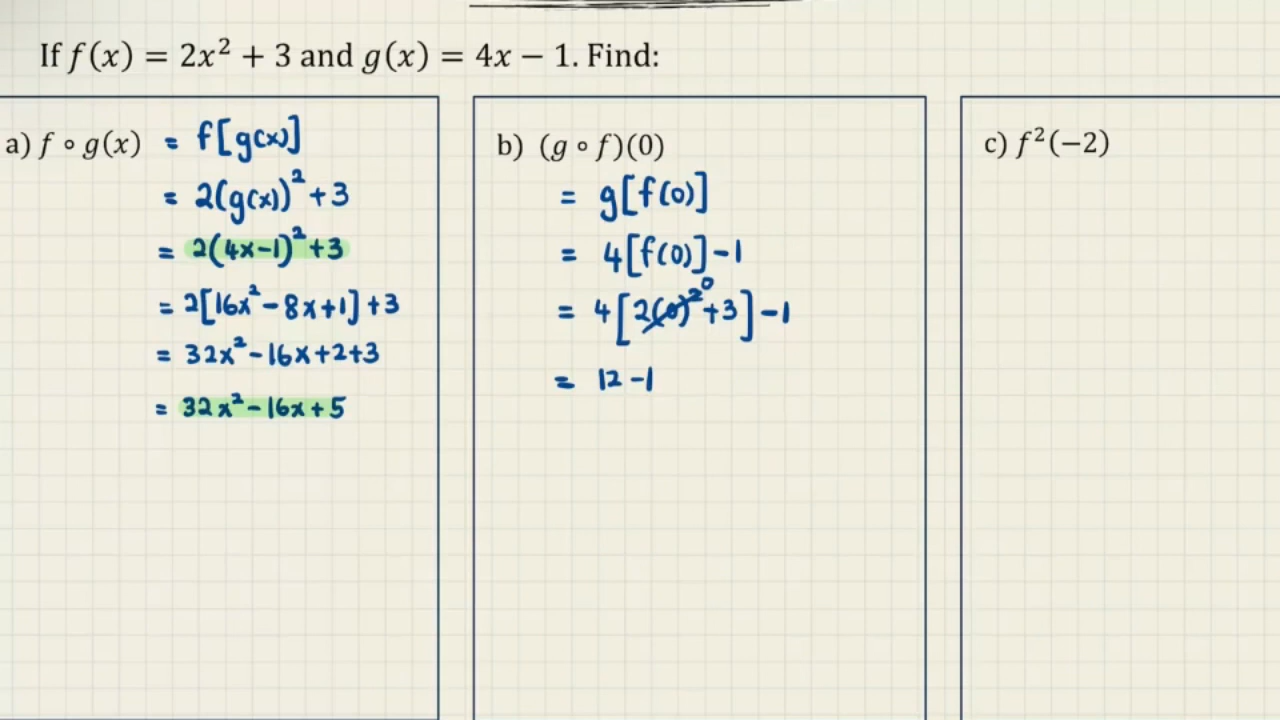 If f(x) = 2x² + 3 and g(x) = 4x − 1. Find:
a) f ∘ g(x) = f[g(x)]
= 2(g(x))² + 3
= 2(4x-1)² + 3
= 2[16x² - 8x + 1] + 3
= 32x² - 16x + 2 + 3
= 32x² - 16x + 5
b) (g ∘ f)(0)
= g[f(0)]
= 4[f(0)] - 1
= 4[2(0)²⁰ + 3] - 1
= 12 - 1
c) f²(−2)